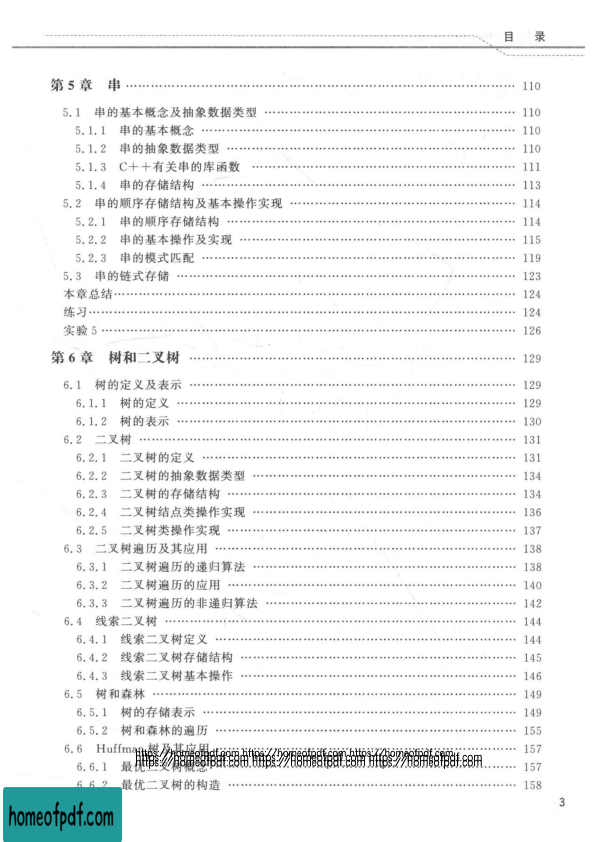 目 录
第5章 串 …… 110
5.1 串的基本概念及抽象数据类型 …… 110
5.1.1 串的基本概念 …… 110
5.1.2 串的抽象数据类型 …… 110
5.1.3 C++有关串的库函数 …… 111
5.1.4 串的存储结构 …… 113
5.2 串的顺序存储结构及基本操作实现 …… 114
5.2.1 串的顺序存储结构 …… 114
5.2.2 串的基本操作及实现 …… 115
5.2.3 串的模式匹配 …… 119
5.3 串的链式存储 …… 123
本章总结 …… 124
练习 …… 124
实验5 …… 126
第6章 树和二叉树 …… 129
6.1 树的定义及表示 …… 129
6.1.1 树的定义 …… 129
6.1.2 树的表示 …… 130
6.2 二叉树 …… 131
6.2.1 二叉树的定义 …… 131
6.2.2 二叉树的抽象数据类型 …… 134
6.2.3 二叉树的存储结构 …… 134
6.2.4 二叉树结点类操作实现 …… 136
6.2.5 二叉树类操作实现 …… 137
6.3 二叉树遍历及其应用 …… 138
6.3.1 二叉树遍历的递归算法 …… 138
6.3.2 二叉树遍历的应用 …… 140
6.3.3 二叉树遍历的非递归算法 …… 142
6.4 线索二叉树 …… 144
6.4.1 线索二叉树定义 …… 144
6.4.2 线索二叉树存储结构 …… 145
6.4.3 线索二叉树基本操作 …… 146
6.5 树和森林 …… 149
6.5.1 树的存储表示 …… 149
6.5.2 树和森林的遍历 …… 155
6.6 Huffman 树及其应用 …… 157
https://homeofpdf.com https://homeofpdf.com https://homeofpdf.com
https://homeofpdf.com https://homeofpdf.com https://homeofpdf.com
6.6.1 最优二叉树概念 …… 157
6.6.2 最优二叉树的构造 …… 158
3
homeofpdf.com